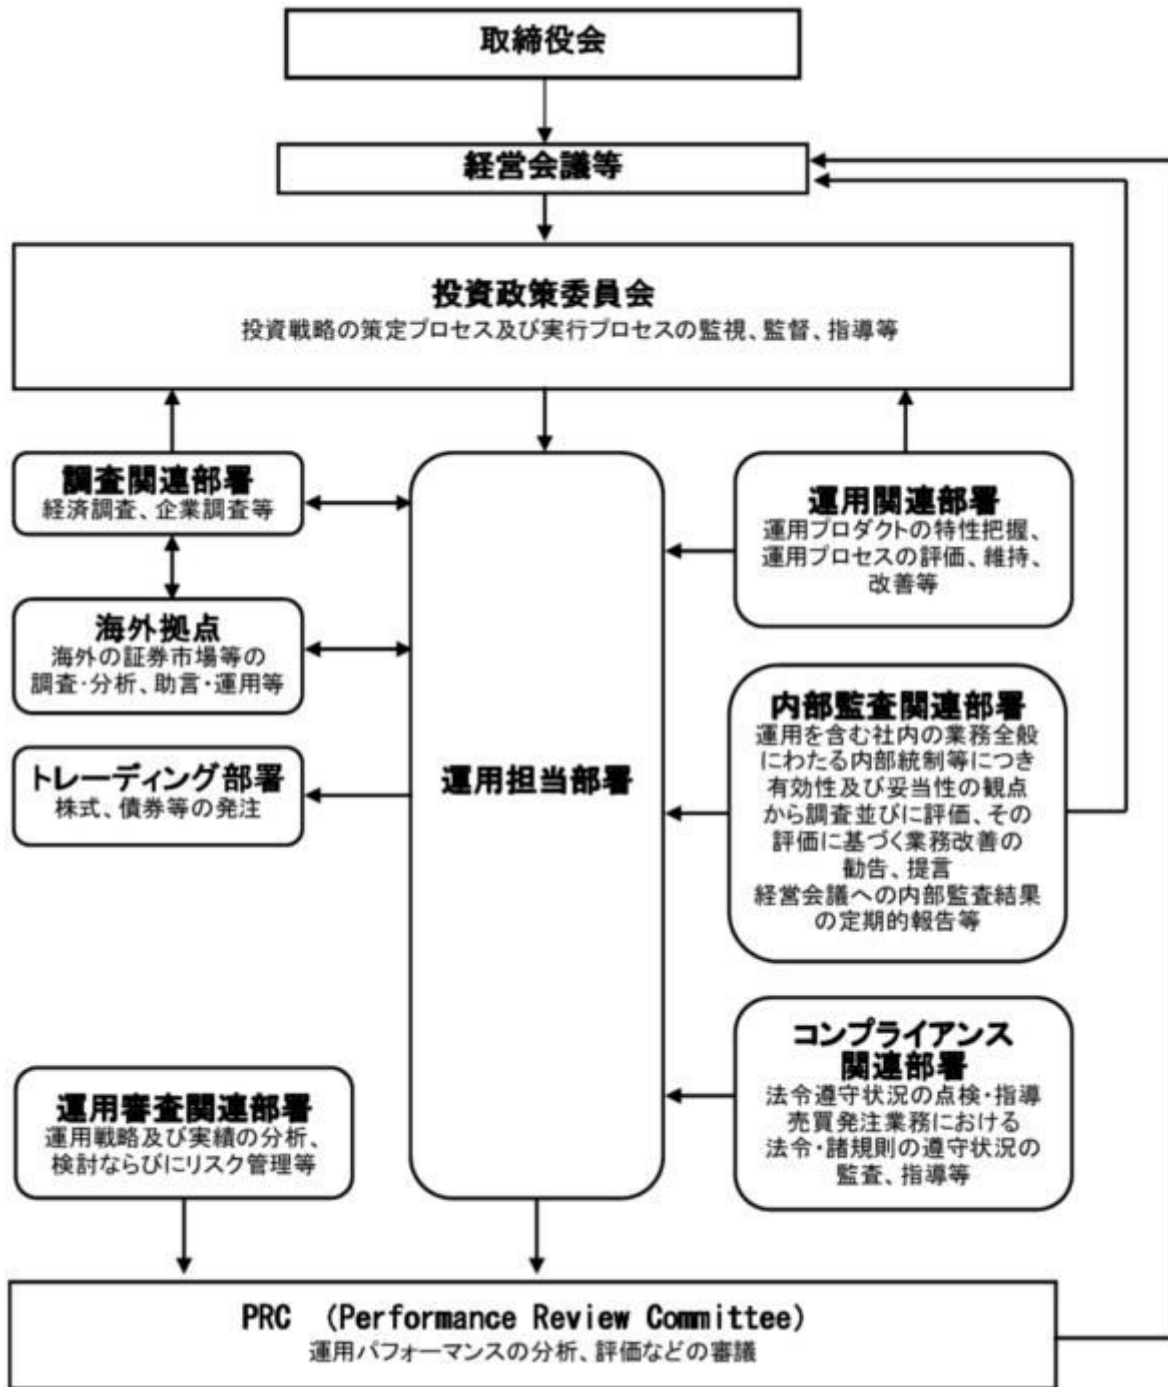 取締役会
経営会議等
投資政策委員会
投資戦略の策定プロセス及び実行プロセスの監視、監督、指導等
調査関連部署
経済調査、企業調査等
海外拠点
海外の証券市場等の
調査・分析、助言・運用等
トレーディング部署
株式、債券等の発注
運用担当部署
運用関連部署
運用プロダクトの特性把握、
運用プロセスの評価、維持、
改善等
内部監査関連部署
運用を含む社内の業務全般
にわたる内部統制等につき
有効性及び妥当性の観点
から調査並びに評価、その
評価に基づく業務改善の
勧告、提言
経営会議への内部監査結果
の定期的報告等
コンプライアンス
関連部署
法令遵守状況の点検・指導
売買発注業務における
法令・諸規則の遵守状況の
監査、指導等
運用審査関連部署
運用戦略及び実績の分析、
検討ならびにリスク管理等
PRC （Performance Review Committee）
運用パフォーマンスの分析、評価などの審議